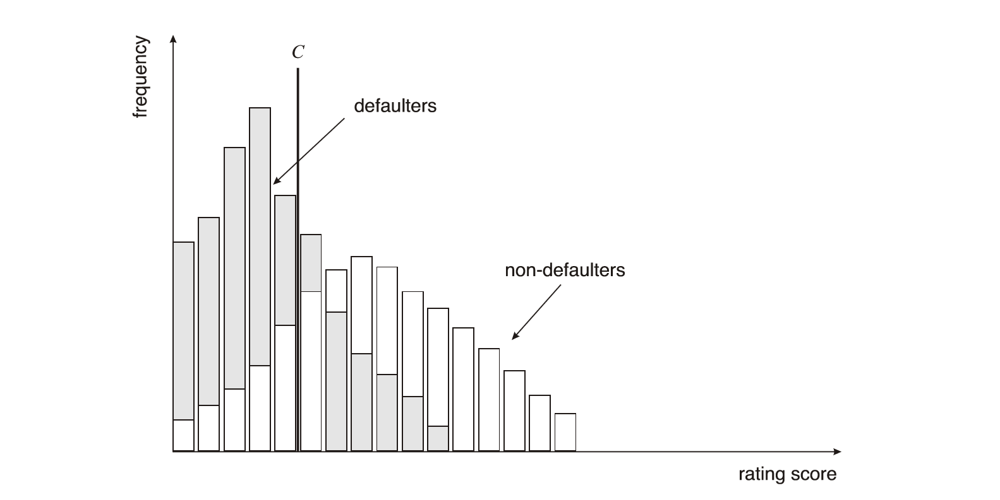 frequency
C
defaulters
non-defaulters
rating score